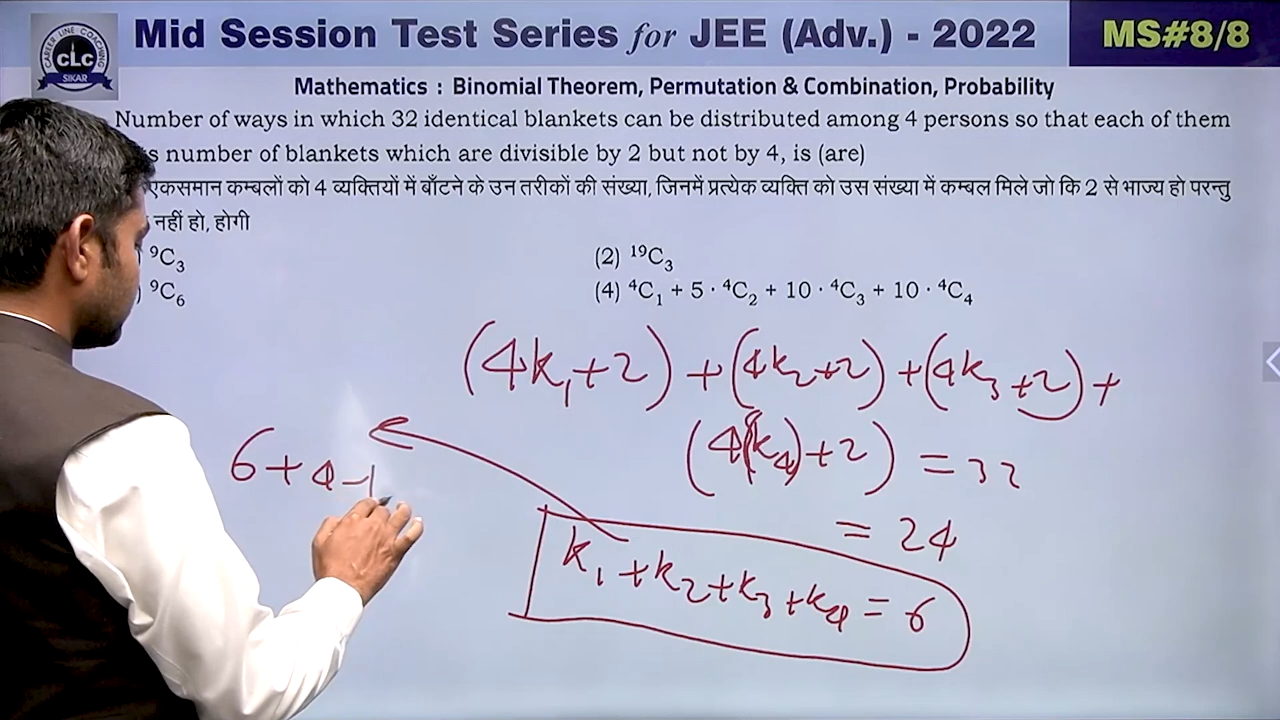 Mid Session Test Series for JEE (Adv.) - 2022
MS#8/8
CAREER LINE COACHING
CLC
SIKAR
Mathematics : Binomial Theorem, Permutation & Combination, Probability
Number of ways in which 32 identical blankets can be distributed among 4 persons so that each of them
s number of blankets which are divisible by 2 but not by 4, is (are)
एकसमान कम्बलों को 4 व्यक्तियों में बाँटने के उन तरीकों की संख्या, जिनमें प्रत्येक व्यक्ति को उस संख्या में कम्बल मिले जो कि 2 से भाज्य हो परन्तु
नहीं हो, होगी
) ⁹C₃
(2) ¹⁹C₃
) ⁹C₆
(4) ⁴C₁ + 5 · ⁴C₂ + 10 · ⁴C₃ + 10 · ⁴C₄
(4k₁+2) + (4k₂+2) + (4k₃+2) +
(4(k₄)+2) = 32
6+4-1
= 24
k₁+k₂+k₃+k₄ = 6